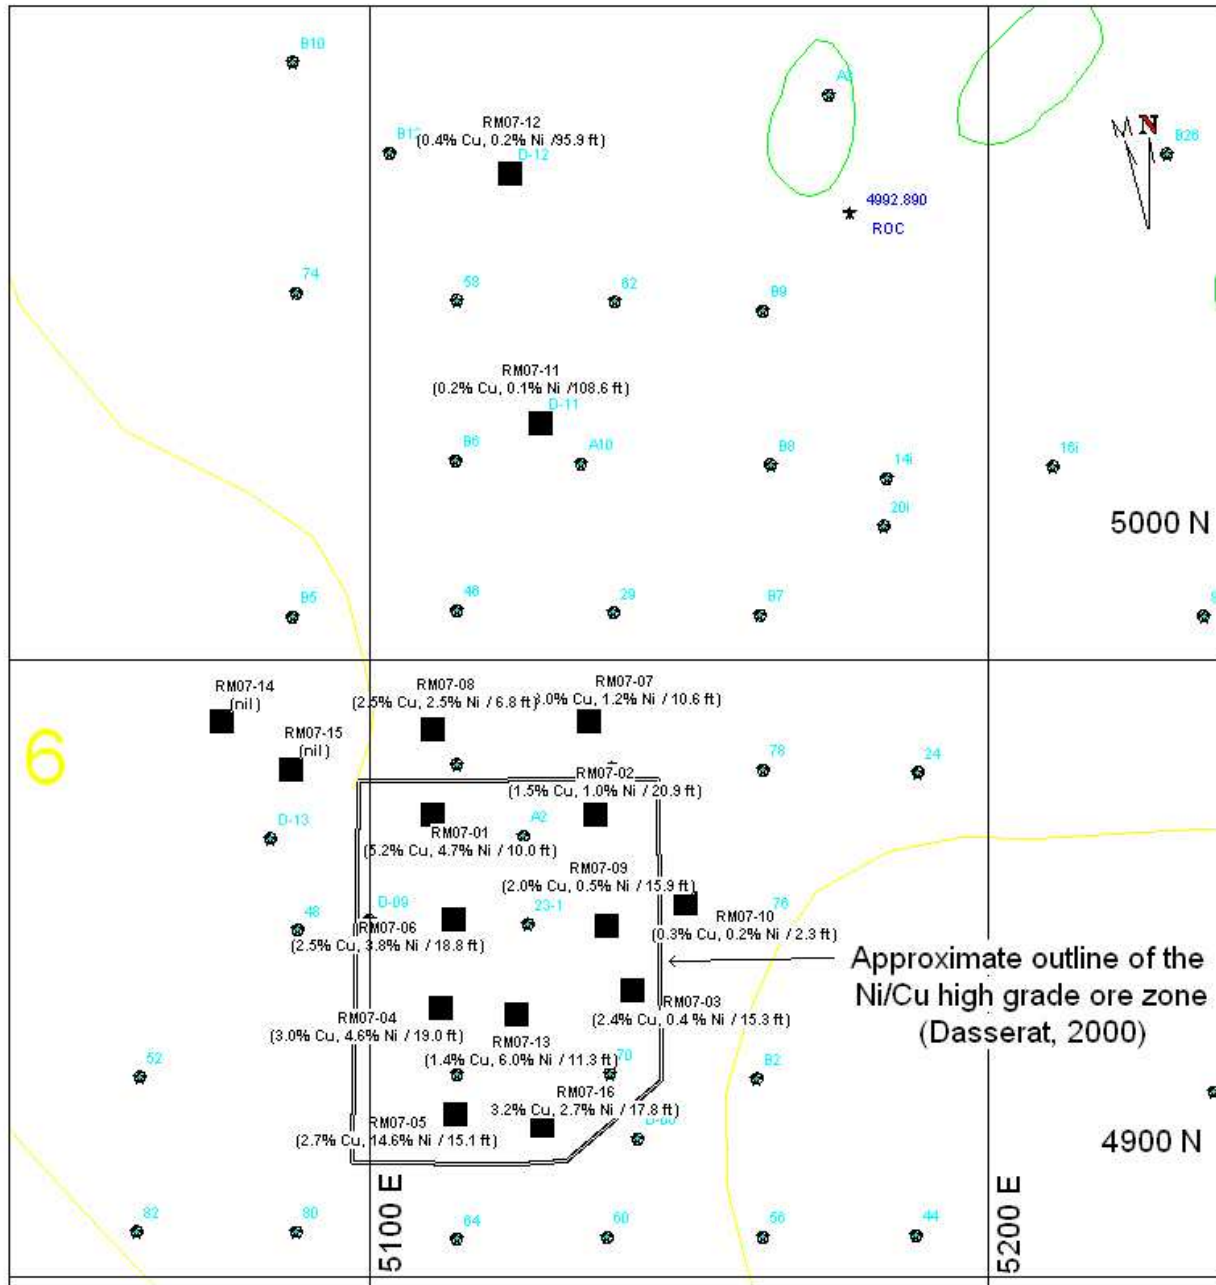 B10
A3
RM07-12
(0.4% Cu, 0.2% Ni /95.9 ft)
D-12
M N
B26
4992.890
ROC
74
58
62
B9
RM07-11
(0.2% Cu, 0.1% Ni /108.6 ft)
D-11
B6
A10
B8
14i
16i
20i
5000 N
B5
46
29
B7
RM07-14
(nil)
RM07-08
(2.5% Cu, 2.5% Ni / 6.8 ft)
RM07-07
3.0% Cu, 1.2% Ni / 10.6 ft)
6
RM07-15
(nil)
78
24
RM07-02
(1.5% Cu, 1.0% Ni / 20.9 ft)
D-13
A2
RM07-01
(5.2% Cu, 4.7% Ni / 10.0 ft)
RM07-09
(2.0% Cu, 0.5% Ni / 15.9 ft)
48
D-09
23-1
76
RM07-06
(2.5% Cu, 3.8% Ni / 18.8 ft)
RM07-10
(0.3% Cu, 0.2% Ni / 2.3 ft)
Approximate outline of the
Ni/Cu high grade ore zone
(Dasserat, 2000)
RM07-03
(2.4% Cu, 0.4 % Ni / 15.3 ft)
RM07-04
(3.0% Cu, 4.6% Ni / 19.0 ft)
RM07-13
(1.4% Cu, 6.0% Ni / 11.3 ft)
52
70
B2
RM07-16
3.2% Cu, 2.7% Ni / 17.8 ft)
RM07-05
(2.7% Cu, 14.6% Ni / 15.1 ft)
4900 N
82
80
64
60
56
44
5100 E
5200 E